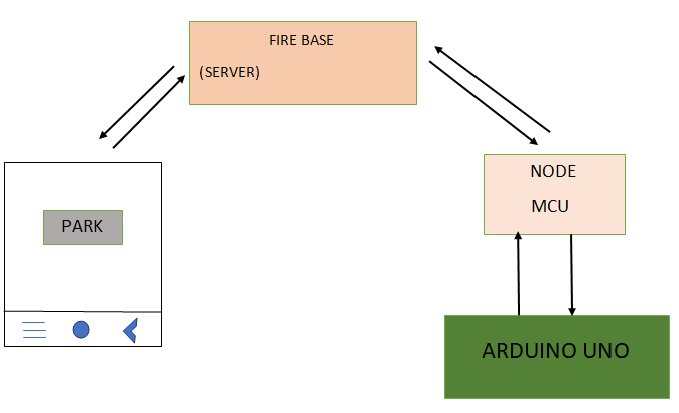 FIRE BASE
(SERVER)
NODE
MCU
PARK
ARDUINO UNO